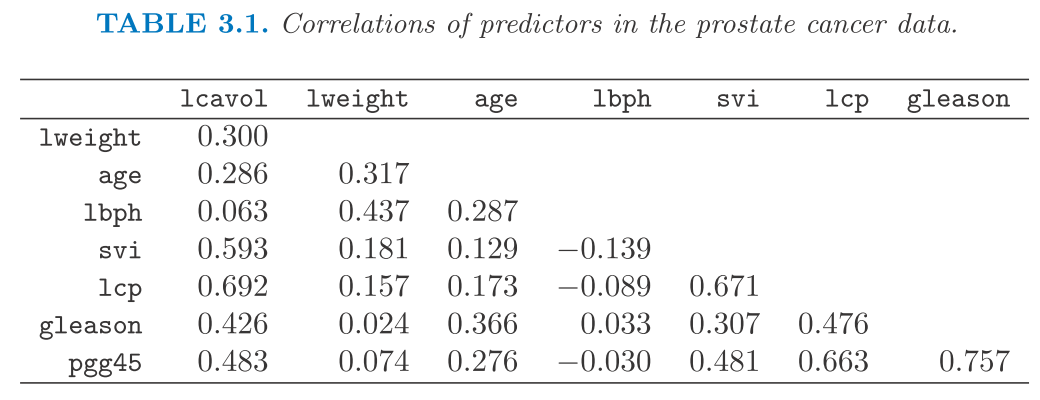 TABLE 3.1. Correlations of predictors in the prostate cancer data.
lcavol lweight age lbph svi lcp gleason
lweight 0.300
age 0.286 0.317
lbph 0.063 0.437 0.287
svi 0.593 0.181 0.129 −0.139
lcp 0.692 0.157 0.173 −0.089 0.671
gleason 0.426 0.024 0.366 0.033 0.307 0.476
pgg45 0.483 0.074 0.276 −0.030 0.481 0.663 0.757